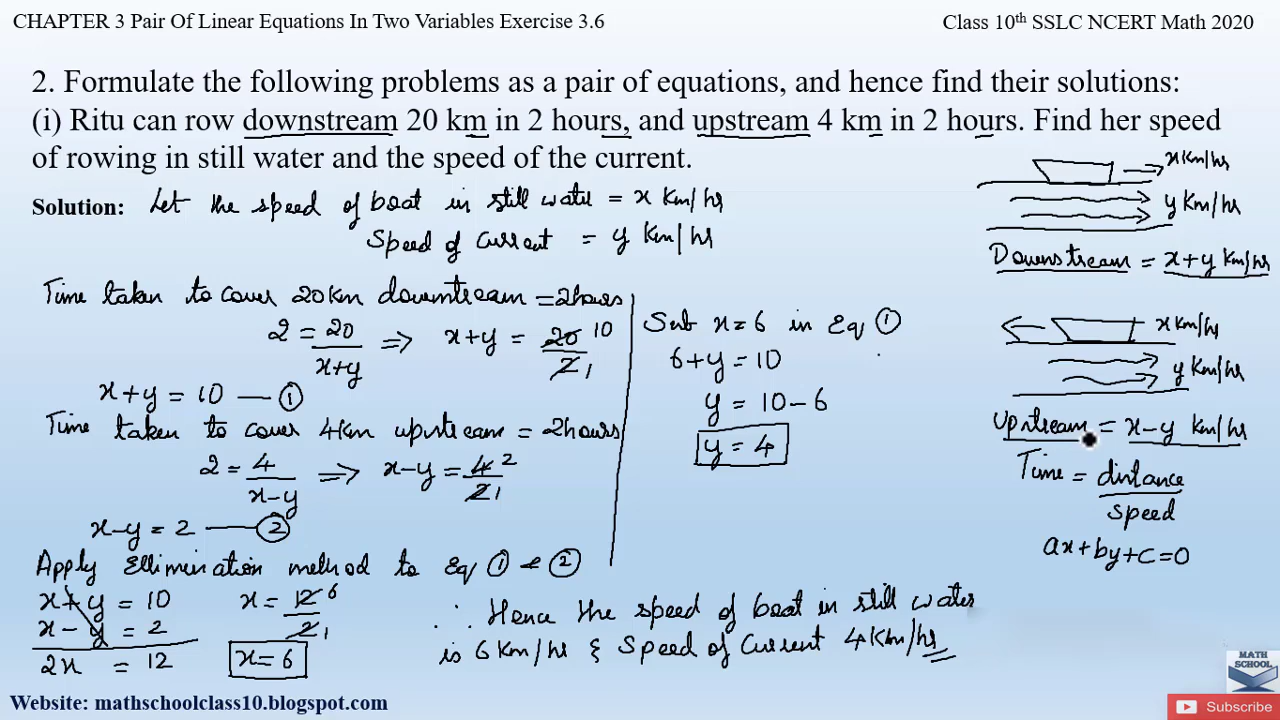 CHAPTER 3 Pair Of Linear Equations In Two Variables Exercise 3.6
Class 10th SSLC NCERT Math 2020
2. Formulate the following problems as a pair of equations, and hence find their solutions:
(i) Ritu can row downstream 20 km in 2 hours, and upstream 4 km in 2 hours. Find her speed
of rowing in still water and the speed of the current.
Solution: Let the speed of boat in still water = x Km/hr
Speed of Current = y Km/hr
Time taken to cover 20Km downtream = 2hours
2 = 20/x+y ⇒ x+y = 20/2 10 1
x+y = 10 — ①
Time taken to cover 4Km upstream = 2hours
2 = 4/x-y ⇒ x-y = 4/2 2 1
x-y = 2 — ②
Apply Ellimination method to Eq ① & ②
x+y = 10
x-y = 2
2x = 12
x = 12/2 6 1
x=6
Sub x=6 in Eq ①
6+y = 10
y = 10-6
y = 4
∴ Hence the speed of boat in still water
is 6 Km/hr & Speed of Current 4Km/hr
x Km/hr
y Km/hr
Downstream = x+y Km/hr
x Km/hr
y Km/hr
Upstream = x-y Km/hr
Time = distance/speed
ax+by+c=0
MATH
SCHOOL
Subscribe
Website: mathschoolclass10.blogspot.com